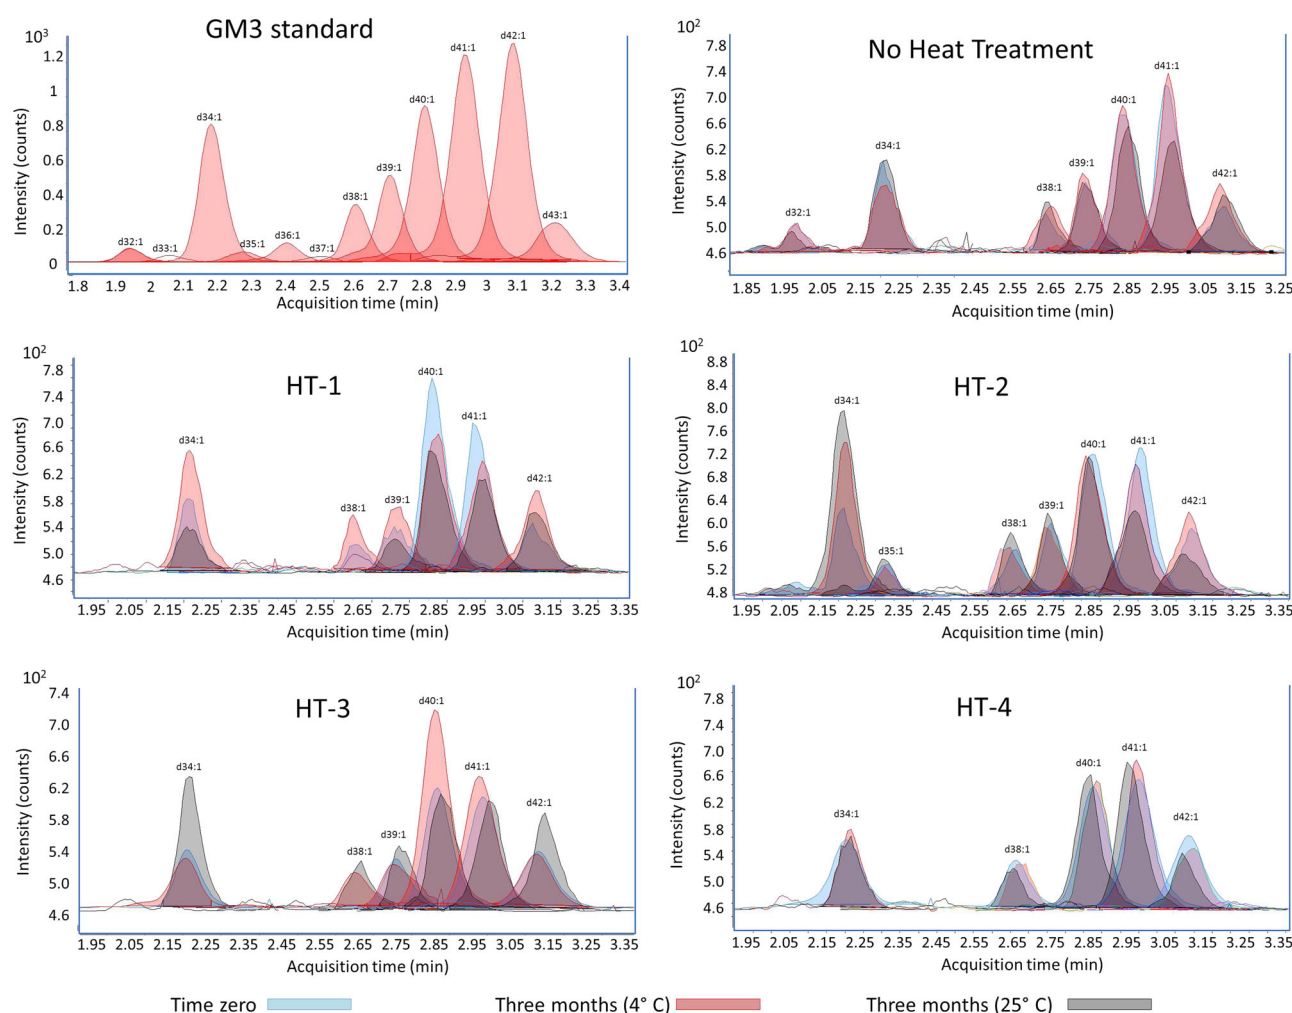 GM3 standard
10³
Intensity (counts)
1.2
1
0.8
0.6
0.4
0.2
0
d32:1
d33:1
d34:1
d35:1
d36:1
d37:1
d38:1
d39:1
d40:1
d41:1
d42:1
d43:1
1.8 1.9 2 2.1 2.2 2.3 2.4 2.5 2.6 2.7 2.8 2.9 3 3.1 3.2 3.3 3.4
Acquisition time (min)
No Heat Treatment
10²
Intensity (counts)
7.8
7.4
7.0
6.6
6.2
5.8
5.4
5.0
4.6
d32:1
d34:1
d38:1
d39:1
d40:1
d41:1
d42:1
1.85 1.95 2.05 2.15 2.25 2.35 2.45 2.55 2.65 2.75 2.85 2.95 3.05 3.15 3.25
Acquisition time (min)
HT-1
10²
Intensity (counts)
7.8
7.4
7.0
6.6
6.2
5.8
5.4
5.0
4.6
d34:1
d38:1
d39:1
d40:1
d41:1
d42:1
1.95 2.05 2.15 2.25 2.35 2.45 2.55 2.65 2.75 2.85 2.95 3.05 3.15 3.25 3.35
Acquisition time (min)
HT-2
10²
Intensity (counts)
8.8
8.4
8.0
7.6
7.2
6.8
6.4
6.0
5.6
5.2
4.8
d34:1
d35:1
d38:1
d39:1
d40:1
d41:1
d42:1
1.95 2.05 2.15 2.25 2.35 2.45 2.55 2.65 2.75 2.85 2.95 3.05 3.15 3.25 3.35
Acquisition time (min)
HT-3
10²
Intensity (counts)
7.4
7.0
6.6
6.2
5.8
5.4
5.0
4.6
d34:1
d38:1
d39:1
d40:1
d41:1
d42:1
1.95 2.05 2.15 2.25 2.35 2.45 2.55 2.65 2.75 2.85 2.95 3.05 3.15 3.25 3.35
Acquisition time (min)
HT-4
10²
Intensity (counts)
7.8
7.4
7.0
6.6
6.2
5.8
5.4
5.0
4.6
d34:1
d38:1
d40:1
d41:1
d42:1
1.95 2.05 2.15 2.25 2.35 2.45 2.55 2.65 2.75 2.85 2.95 3.05 3.15 3.25 3.35
Acquisition time (min)
Time zero
Three months (4° C)
Three months (25° C)